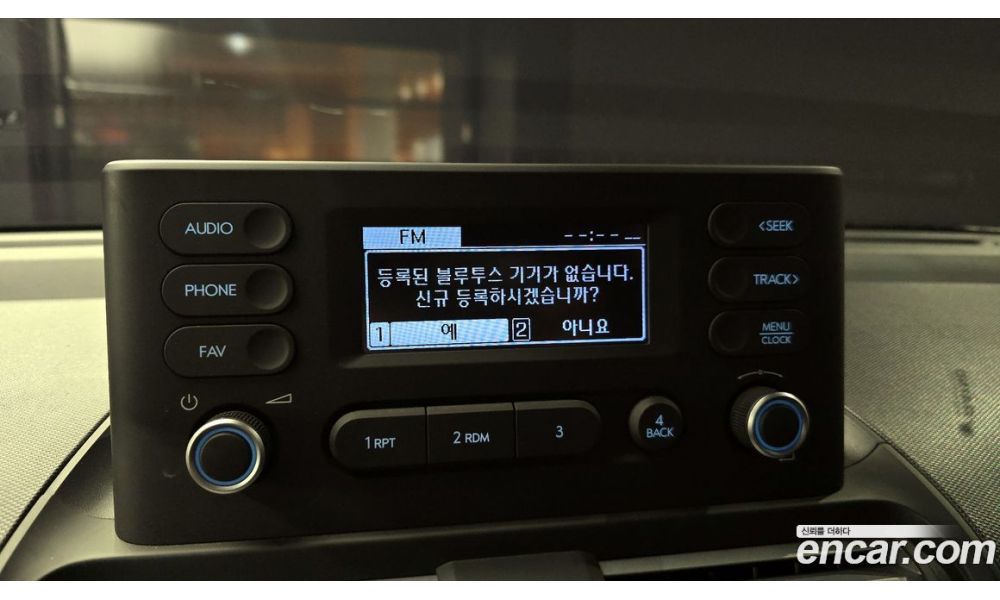 AUDIO
PHONE
FAV
FM --:-- --
등록된 블루투스 기기가 없습니다.
신규 등록하시겠습니까?
1 예 2 아니요
<SEEK
TRACK>
MENU
CLOCK
1 RPT 2 RDM 3
4
BACK
신뢰를 더하다
encar.com